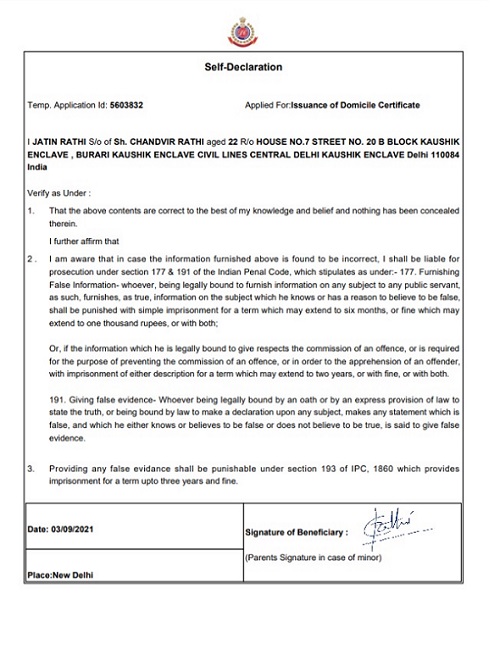 Self-Declaration
Temp. Application Id: 5603832 Applied For:Issuance of Domicile Certificate
I JATIN RATHI S/o of Sh. CHANDVIR RATHI aged 22 R/o HOUSE NO.7 STREET NO. 20 B BLOCK KAUSHIK
ENCLAVE , BURARI KAUSHIK ENCLAVE CIVIL LINES CENTRAL DELHI KAUSHIK ENCLAVE Delhi 110084
India
Verify as Under :
1. That the above contents are correct to the best of my knowledge and belief and nothing has been concealed
therein.
I further affirm that
2 . I am aware that in case the information furnished above is found to be incorrect, I shall be liable for
prosecution under section 177 & 191 of the Indian Penal Code, which stipulates as under:- 177. Furnishing
False Information- whoever, being legally bound to furnish information on any subject to any public servant,
as such, furnishes, as true, information on the subject which he knows or has a reason to believe to be false,
shall be punished with simple imprisonment for a term which may extend to six months, or fine which may
extend to one thousand rupees, or with both;
Or, if the information which he is legally bound to give respects the commission of an offence, or is required
for the purpose of preventing the commission of an offence, or in order to the apprehension of an offender,
with imprisonment of either description for a term which may extend to two years, or with fine, or with both.
191. Giving false evidence- Whoever being legally bound by an oath or by an express provision of law to
state the truth, or being bound by law to make a declaration upon any subject, makes any statement which is
false, and which he either knows or believes to be false or does not believe to be true, is said to give false
evidence.
3. Providing any false evidance shall be punishable under section 193 of IPC, 1860 which provides
imprisonment for a term upto three years and fine.
Date: 03/09/2021
Signature of Beneficiary :
(Parents Signature in case of minor)
Place:New Delhi